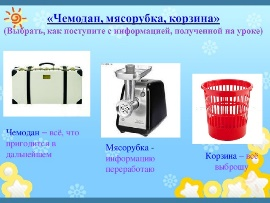 «Чемодан, мясорубка, корзина»
(Выбрать, как поступите с информацией, полученной на уроке)
Чемодан – всё, что
пригодится в
дальнейшем
Мясорубка -
информацию
переработаю
Корзина – всё
выброшу